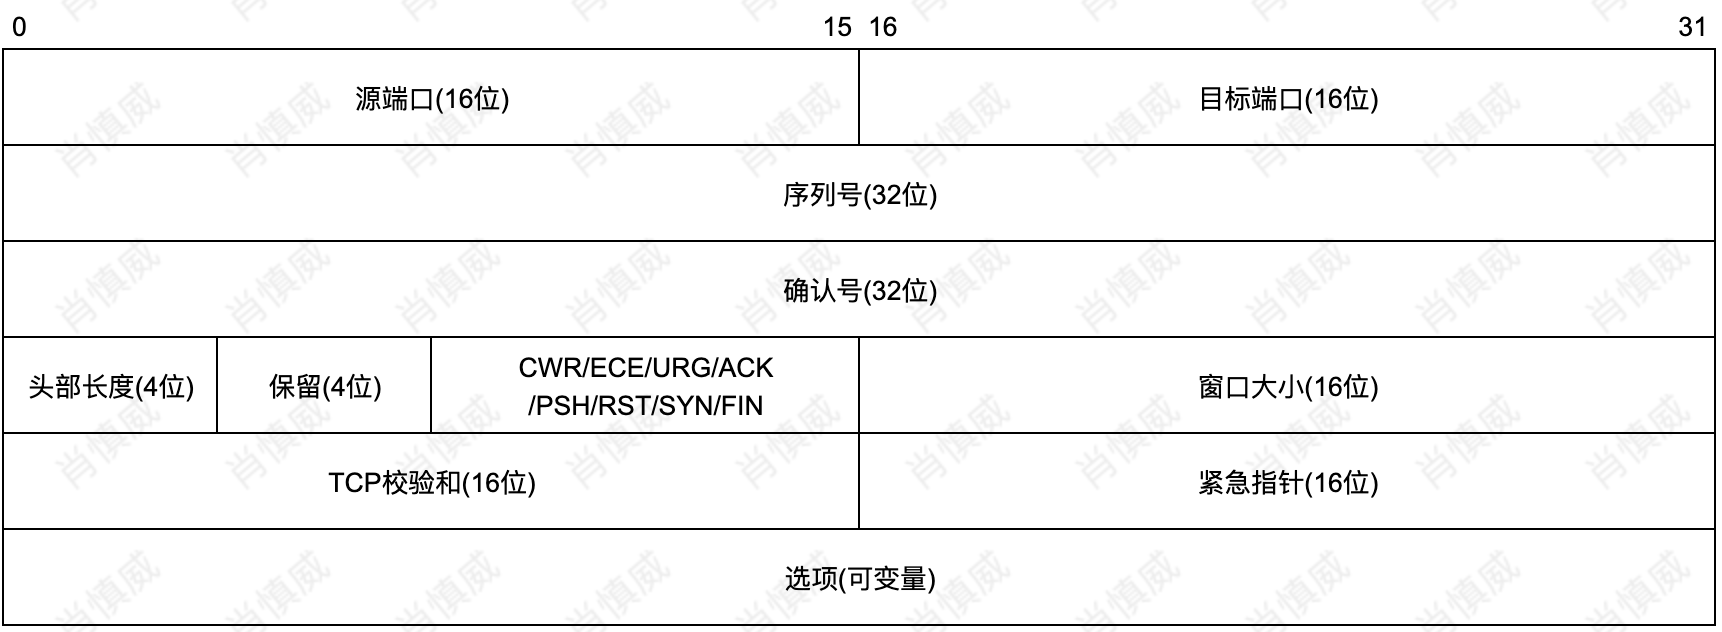 0 15 16 31
源端口(16位) 目标端口(16位)
序列号(32位)
确认号(32位)
头部长度(4位) 保留(4位) CWR/ECE/URG/ACK
/PSH/RST/SYN/FIN 窗口大小(16位)
TCP校验和(16位) 紧急指针(16位)
选项(可变量)
肖慎威